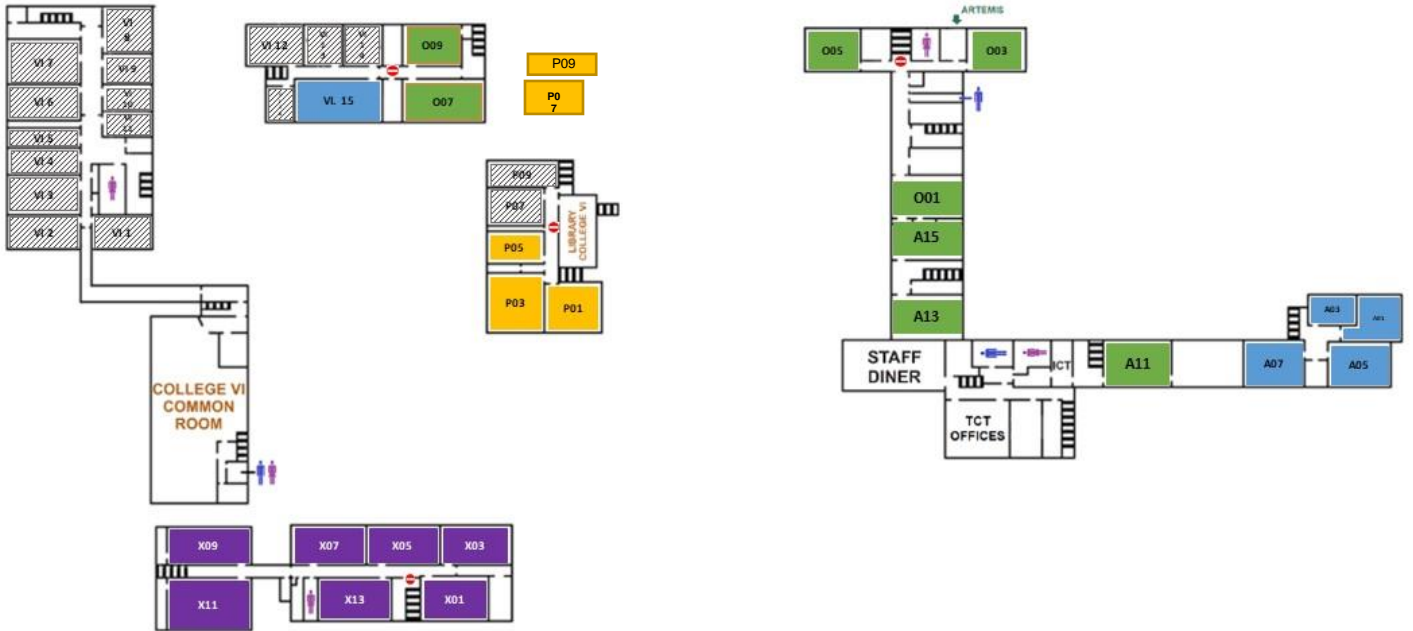 VI
8
VI 7
VI 9
VI 6
VI
10
VI
11
VI 5
VI 4
VI 3
VI 2
VI 1
VI 12
O09
VI. 15
O07
P09
P0
7
P09
P07
P05
P03
P01
LIBRARY
COLLEGE VI
COLLEGE VI
COMMON
ROOM
X09
X07
X05
X03
X11
X13
X01
ARTEMIS
O05
O03
O01
A15
A13
STAFF
DINER
ICT
A11
A07
A03
A01
A05
TCT
OFFICES